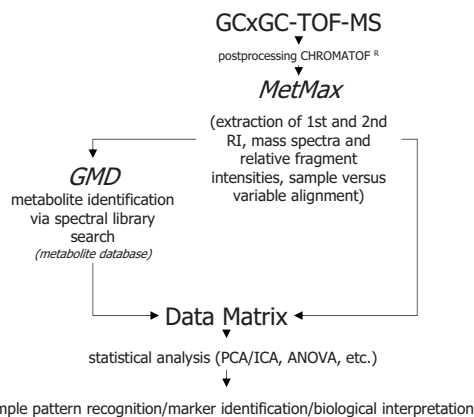 GCxGC-TOF-MS
postprocessing CHROMATOF R
MetMax
(extraction of 1st and 2nd
RI, mass spectra and
relative fragment
intensities, sample versus
variable alignment)
GMD
metabolite identification
via spectral library
search
(metabolite database)
Data Matrix
statistical analysis (PCA/ICA, ANOVA, etc.)
mple pattern recognition/marker identification/biological interpretation